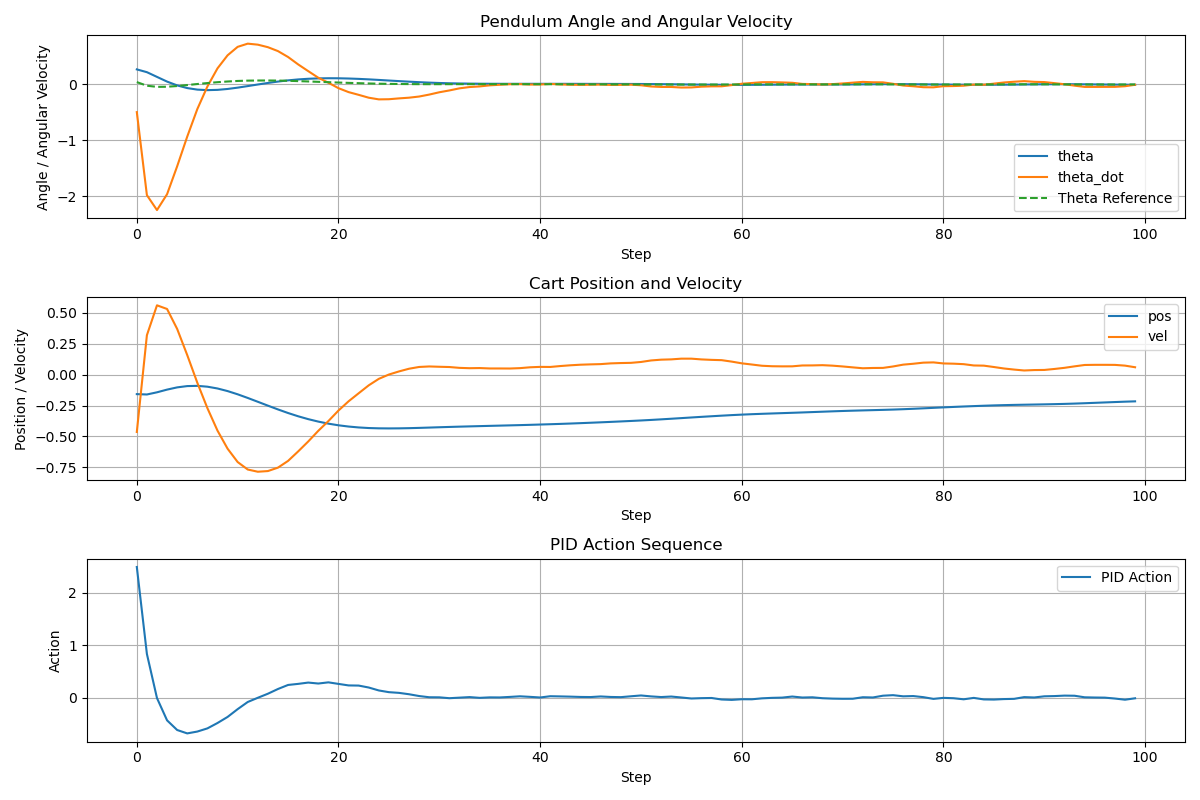 Pendulum Angle and Angular Velocity
Angle / Angular Velocity
0
−1
−2
theta
theta_dot
Theta Reference
0 20 40 60 80 100
Step
Cart Position and Velocity
Position / Velocity
0.50
0.25
0.00
−0.25
−0.50
−0.75
pos
vel
0 20 40 60 80 100
Step
PID Action Sequence
Action
2
1
0
PID Action
0 20 40 60 80 100
Step